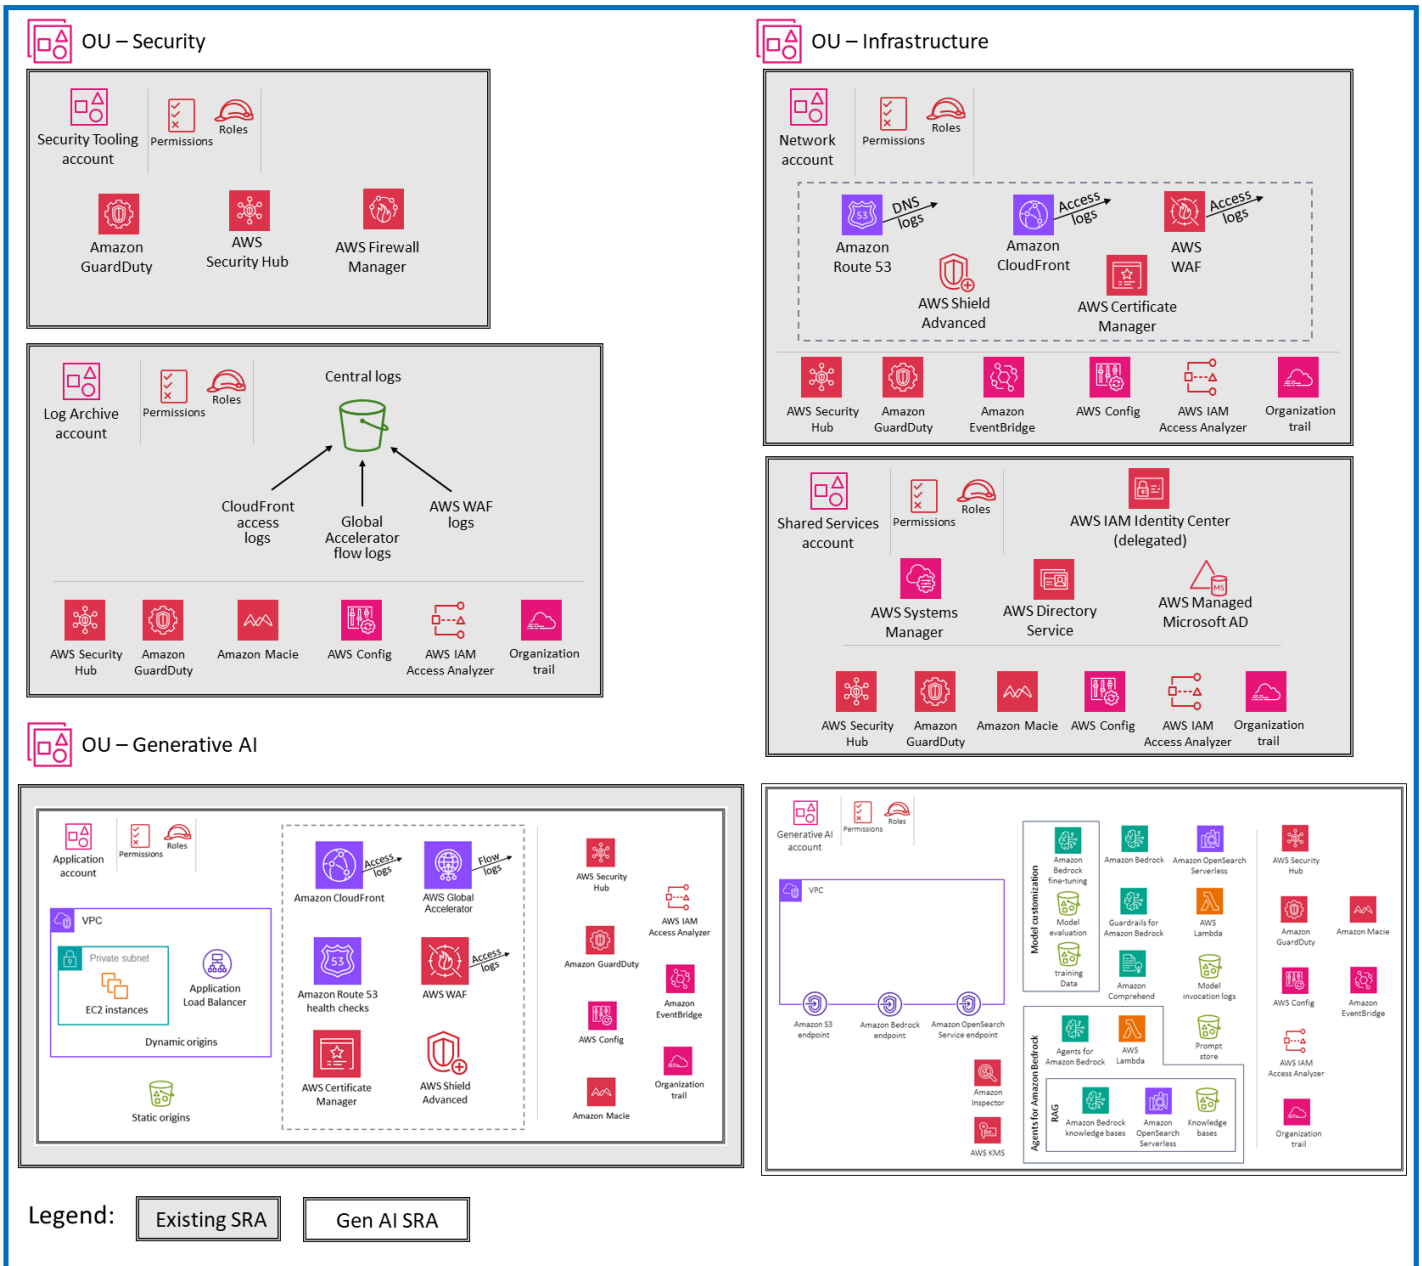 OU – Security
Security Tooling
account
Permissions
Roles
Amazon
GuardDuty
AWS
Security Hub
AWS Firewall
Manager
Log Archive
account
Permissions
Roles
Central logs
CloudFront
access
logs
Global
Accelerator
flow logs
AWS WAF
logs
AWS Security
Hub
Amazon
GuardDuty
Amazon Macie
AWS Config
AWS IAM
Access Analyzer
Organization
trail
OU – Infrastructure
Network
account
Permissions
Roles
53
DNS
logs
Amazon
Route 53
Access
logs
Amazon
CloudFront
Access
logs
AWS
WAF
AWS Shield
Advanced
AWS Certificate
Manager
AWS Security
Hub
Amazon
GuardDuty
Amazon
EventBridge
AWS Config
AWS IAM
Access Analyzer
Organization
trail
Shared Services
account
Permissions
Roles
AWS IAM Identity Center
(delegated)
AWS Systems
Manager
AWS Directory
Service
MS
AWS Managed
Microsoft AD
AWS Security
Hub
Amazon
GuardDuty
Amazon Macie
AWS Config
AWS IAM
Access Analyzer
Organization
trail
OU – Generative AI
Application
account
Permissions
Roles
VPC
Private subnet
EC2 instances
Application
Load Balancer
Dynamic origins
Static origins
Access
logs
Amazon CloudFront
Flow
logs
AWS Global
Accelerator
53
Amazon Route 53
health checks
Access
logs
AWS WAF
AWS Certificate
Manager
AWS Shield
Advanced
AWS Security
Hub
AWS IAM
Access Analyzer
Amazon GuardDuty
Amazon
EventBridge
AWS Config
Organization
trail
Amazon Macie
Generative AI
account
Permissions
Roles
VPC
Amazon S3
endpoint
Amazon Bedrock
endpoint
Amazon OpenSearch
Service endpoint
Amazon
Inspector
AWS KMS
Model customization
Amazon
Bedrock
fine-tuning
Model
evaluation
training
Data
Amazon Bedrock
Amazon OpenSearch
Serverless
Guardrails for
Amazon Bedrock
AWS
Lambda
Amazon
Comprehend
Model
invocation logs
Prompt
store
Agents for Amazon Bedrock
Agents for
Amazon Bedrock
AWS
Lambda
RAG
Amazon Bedrock
knowledge bases
Amazon
OpenSearch
Serverless
Knowledge
bases
AWS Security
Hub
Amazon
GuardDuty
Amazon Macie
AWS Config
Amazon
EventBridge
AWS IAM
Access Analyzer
Organization
trail
Legend:
Existing SRA
Gen AI SRA